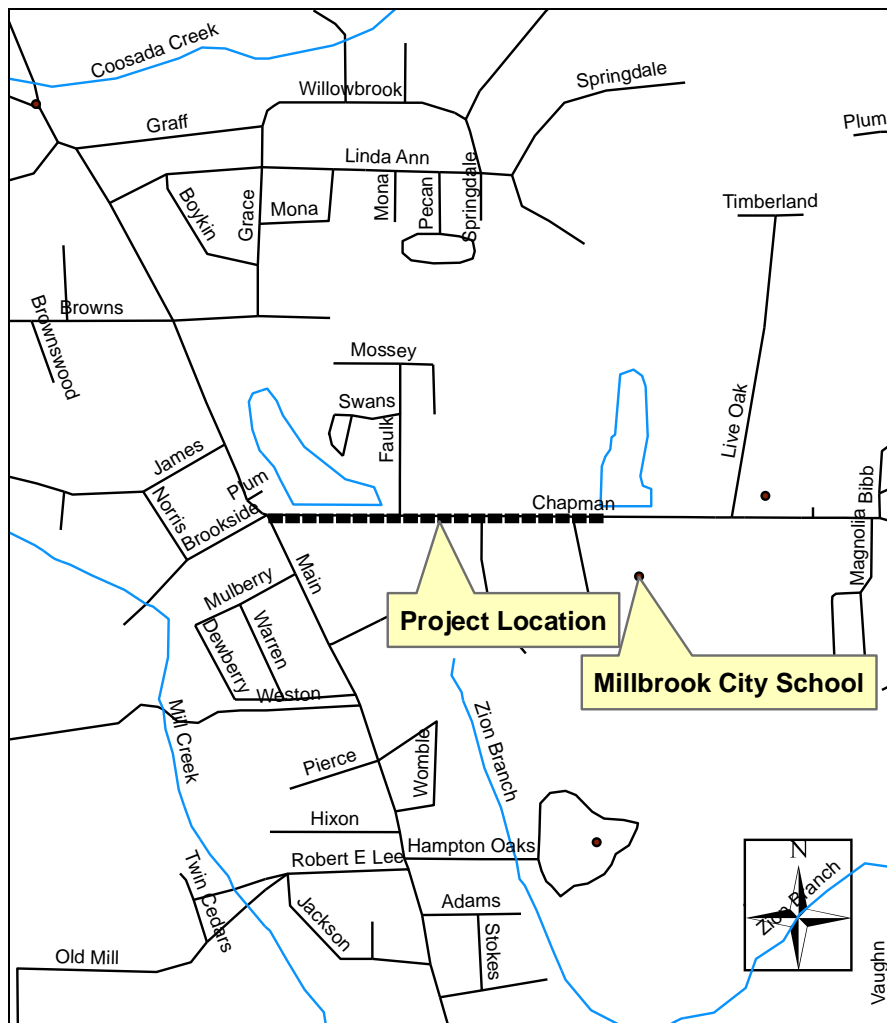 Coosada Creek
Springdale
Willowbrook
Plum
Graff
Linda Ann
Boykin
Grace
Mona
Mona
Pecan
Springdale
Timberland
Browns
Brownswood
Mossey
Swans
Faulk
Live Oak
James
Norris
Plum
Brookside
Chapman
Magnolia Bibb
Main
Mulberry
Project Location
Dewberry
Warren
Weston
Millbrook City School
Mill Creek
Zion Branch
Pierce
Womble
Hixon
Hampton Oaks
Robert E Lee
N
Zion Branch
Twin Cedars
Jackson
Adams
Stokes
Old Mill
Vaughn